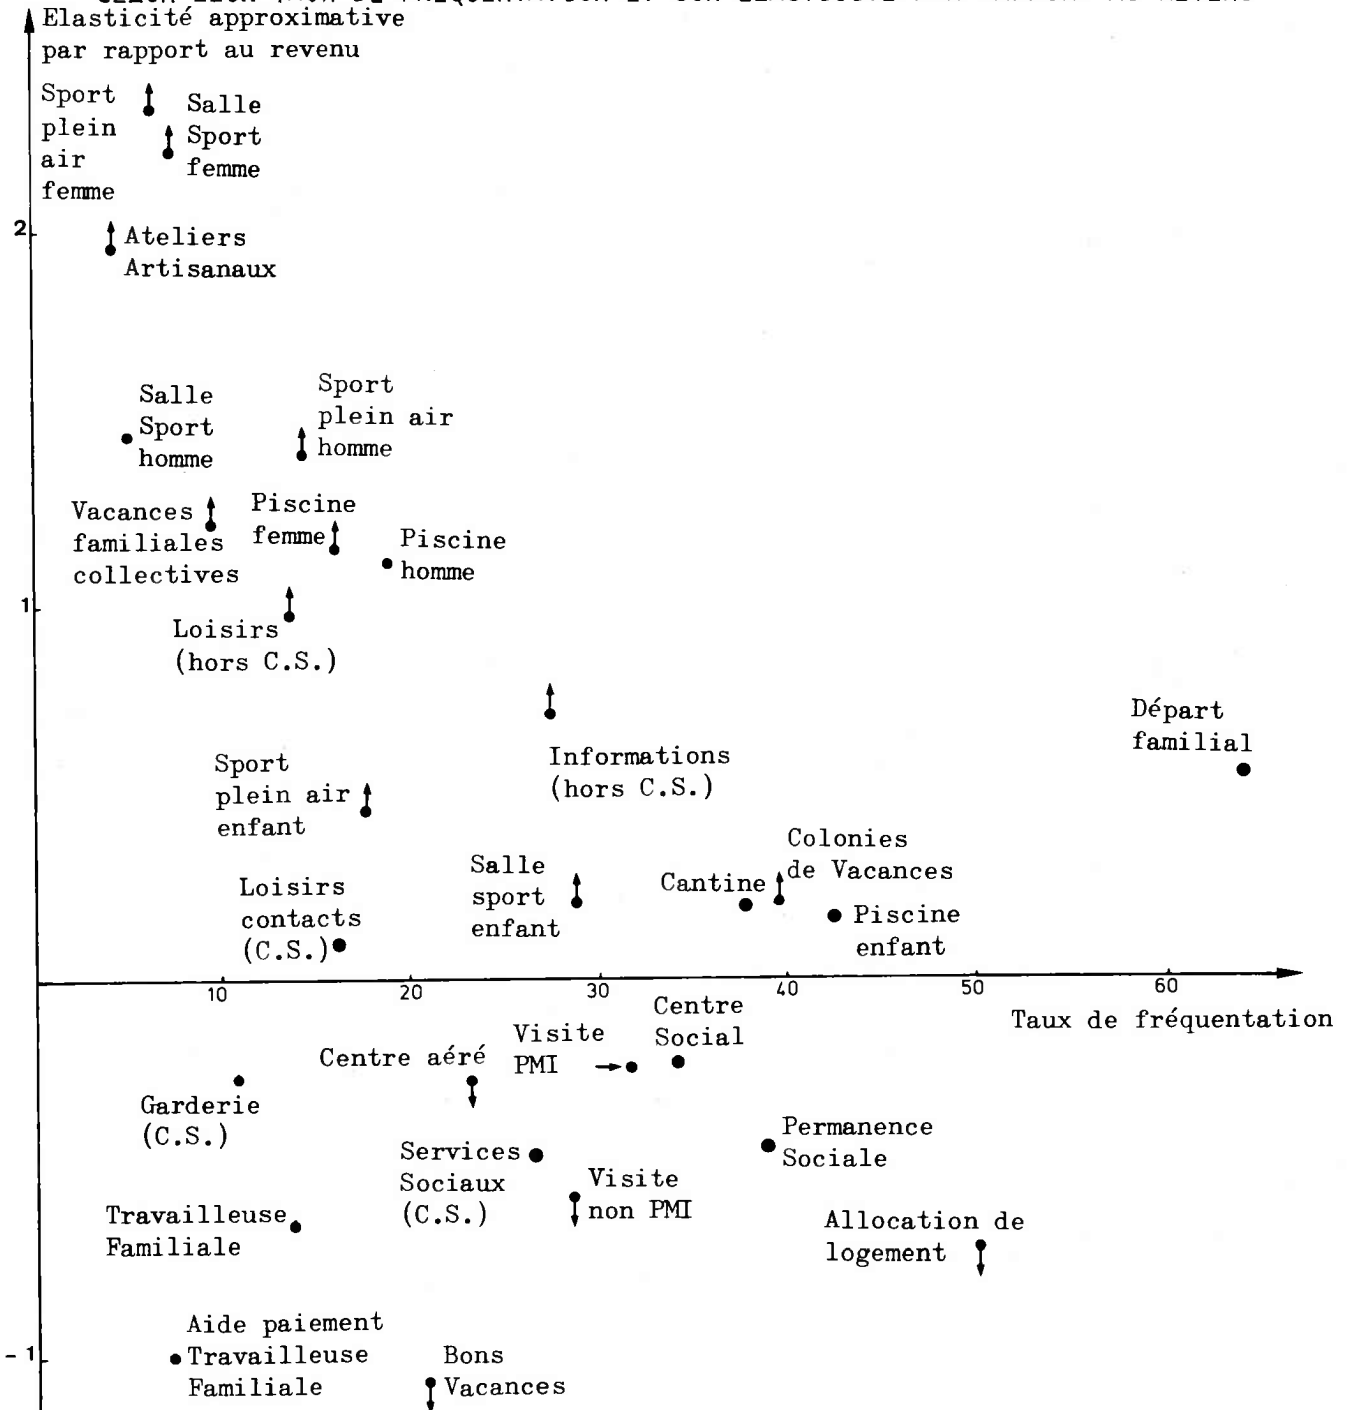 Elasticité approximative
par rapport au revenu
Sport
plein
air
femme
Salle
Sport
femme
2
Ateliers
Artisanaux
Salle
Sport
homme
Sport
plein air
homme
Vacances
familiales
collectives
Piscine
femme
Piscine
homme
1
Loisirs
(hors C.S.)
Informations
(hors C.S.)
Départ
familial
Sport
plein air
enfant
Colonies
de Vacances
Salle
sport
enfant
Cantine
Loisirs
contacts
(C.S.)
Piscine
enfant
10
20
30
40
50
60
Taux de fréquentation
Centre
Social
Visite
PMI
Centre aéré
Garderie
(C.S.)
Permanence
Sociale
Services
Sociaux
(C.S.)
Visite
non PMI
Travailleuse
Familiale
Allocation de
logement
Aide paiement
Travailleuse
Familiale
- 1
Bons
Vacances